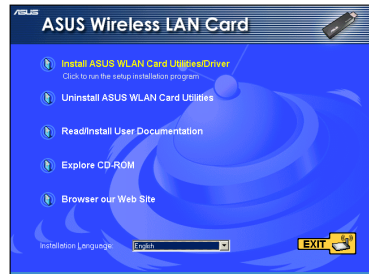 ASUS
ASUS Wireless LAN Card
Install ASUS WLAN Card Utilities/Driver
Click to run the setup installation program
Uninstall ASUS WLAN Card Utilities
Read/Install User Documentation
Explore CD-ROM
Browser our Web Site
Installation Language: English
EXIT